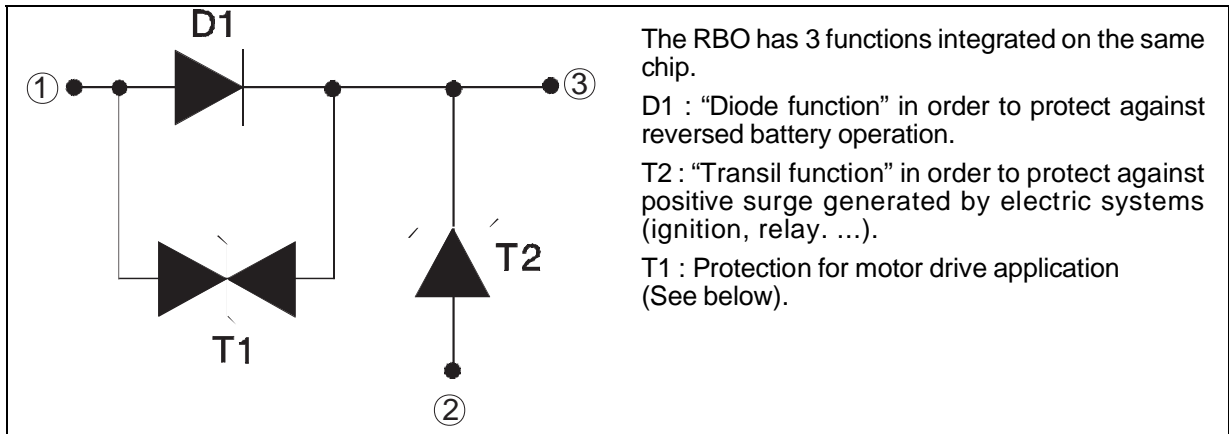 D1
①
③
T2
T1
②
The RBO has 3 functions integrated on the same
chip.
D1 : “Diode function” in order to protect against
reversed battery operation.
T2 : “Transil function” in order to protect against
positive surge generated by electric systems
(ignition, relay. ...).
T1 : Protection for motor drive application
(See below).